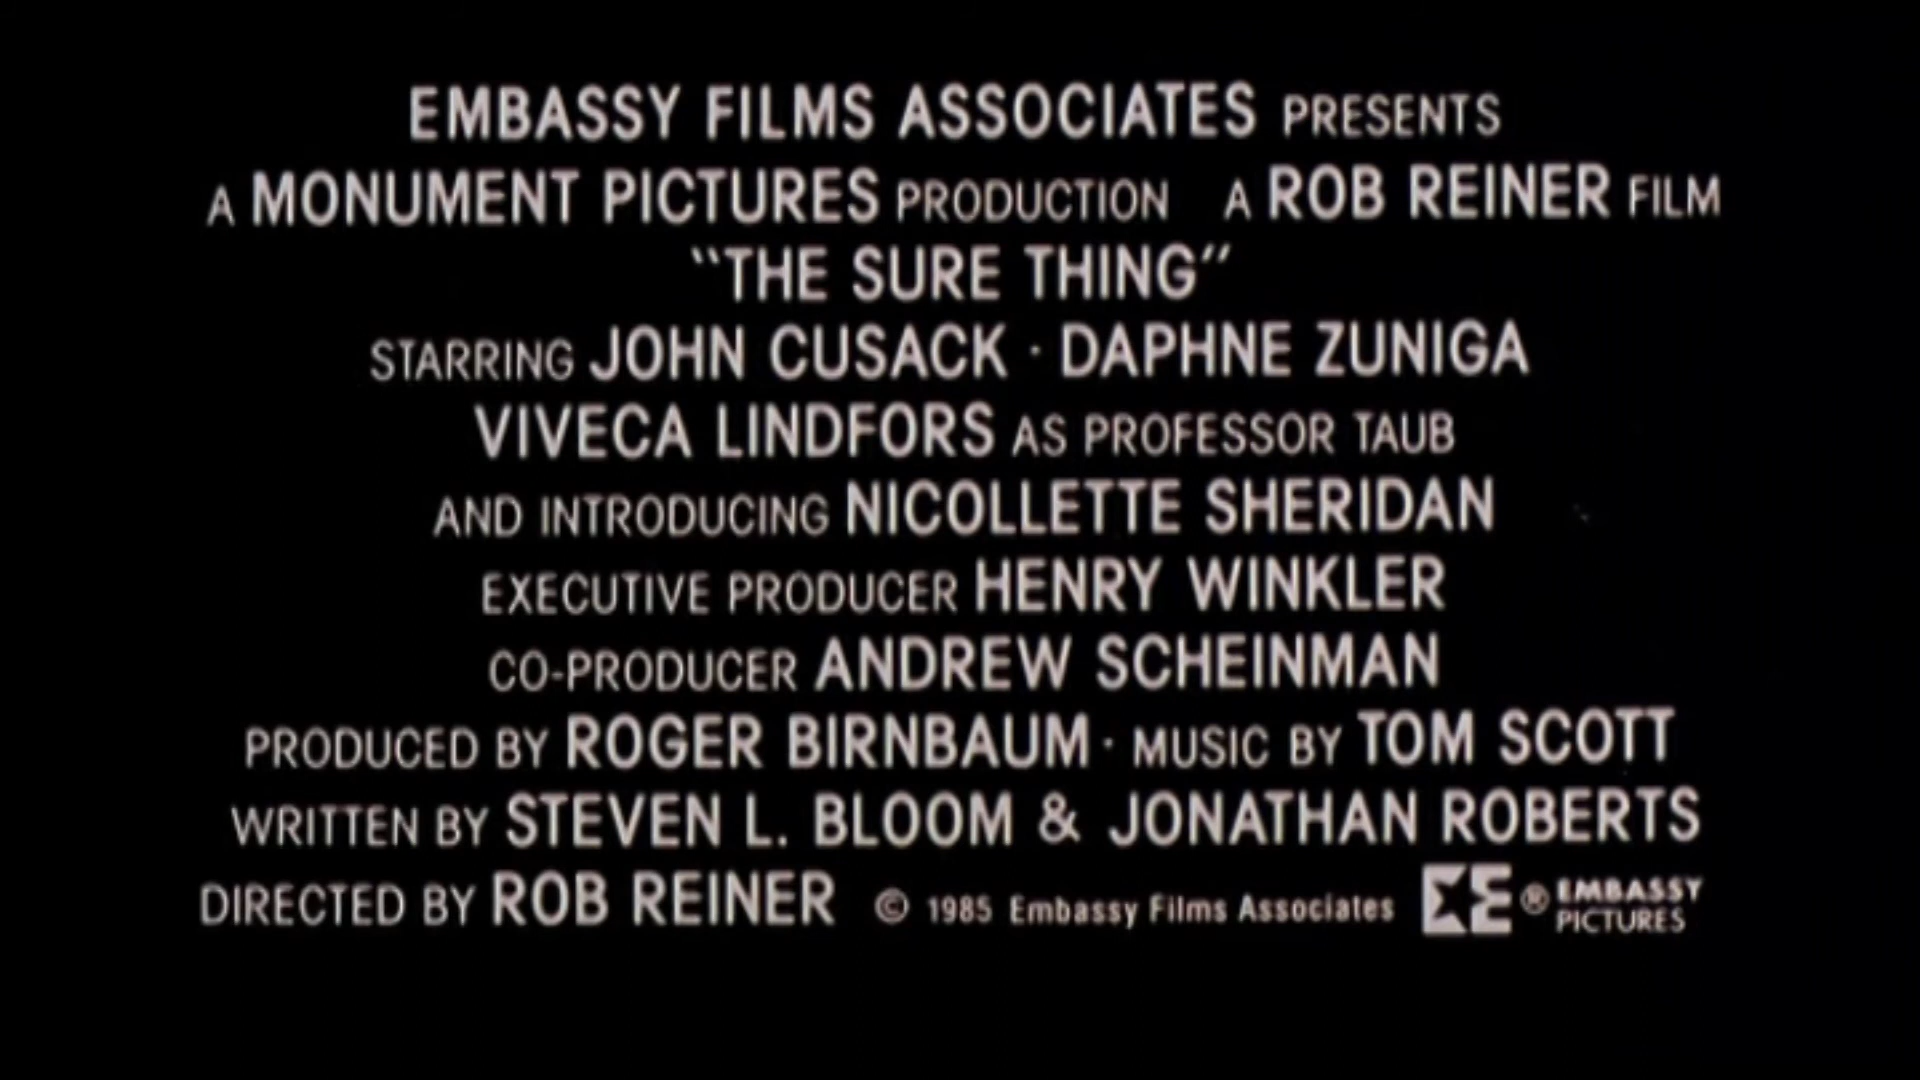 EMBASSY FILMS ASSOCIATES PRESENTS
A MONUMENT PICTURES PRODUCTION A ROB REINER FILM
"THE SURE THING"
STARRING JOHN CUSACK · DAPHNE ZUNIGA
VIVECA LINDFORS AS PROFESSOR TAUB
AND INTRODUCING NICOLLETTE SHERIDAN
EXECUTIVE PRODUCER HENRY WINKLER
CO-PRODUCER ANDREW SCHEINMAN
PRODUCED BY ROGER BIRNBAUM · MUSIC BY TOM SCOTT
WRITTEN BY STEVEN L. BLOOM & JONATHAN ROBERTS
DIRECTED BY ROB REINER © 1985 Embassy Films Associates E ® EMBASSY PICTURES